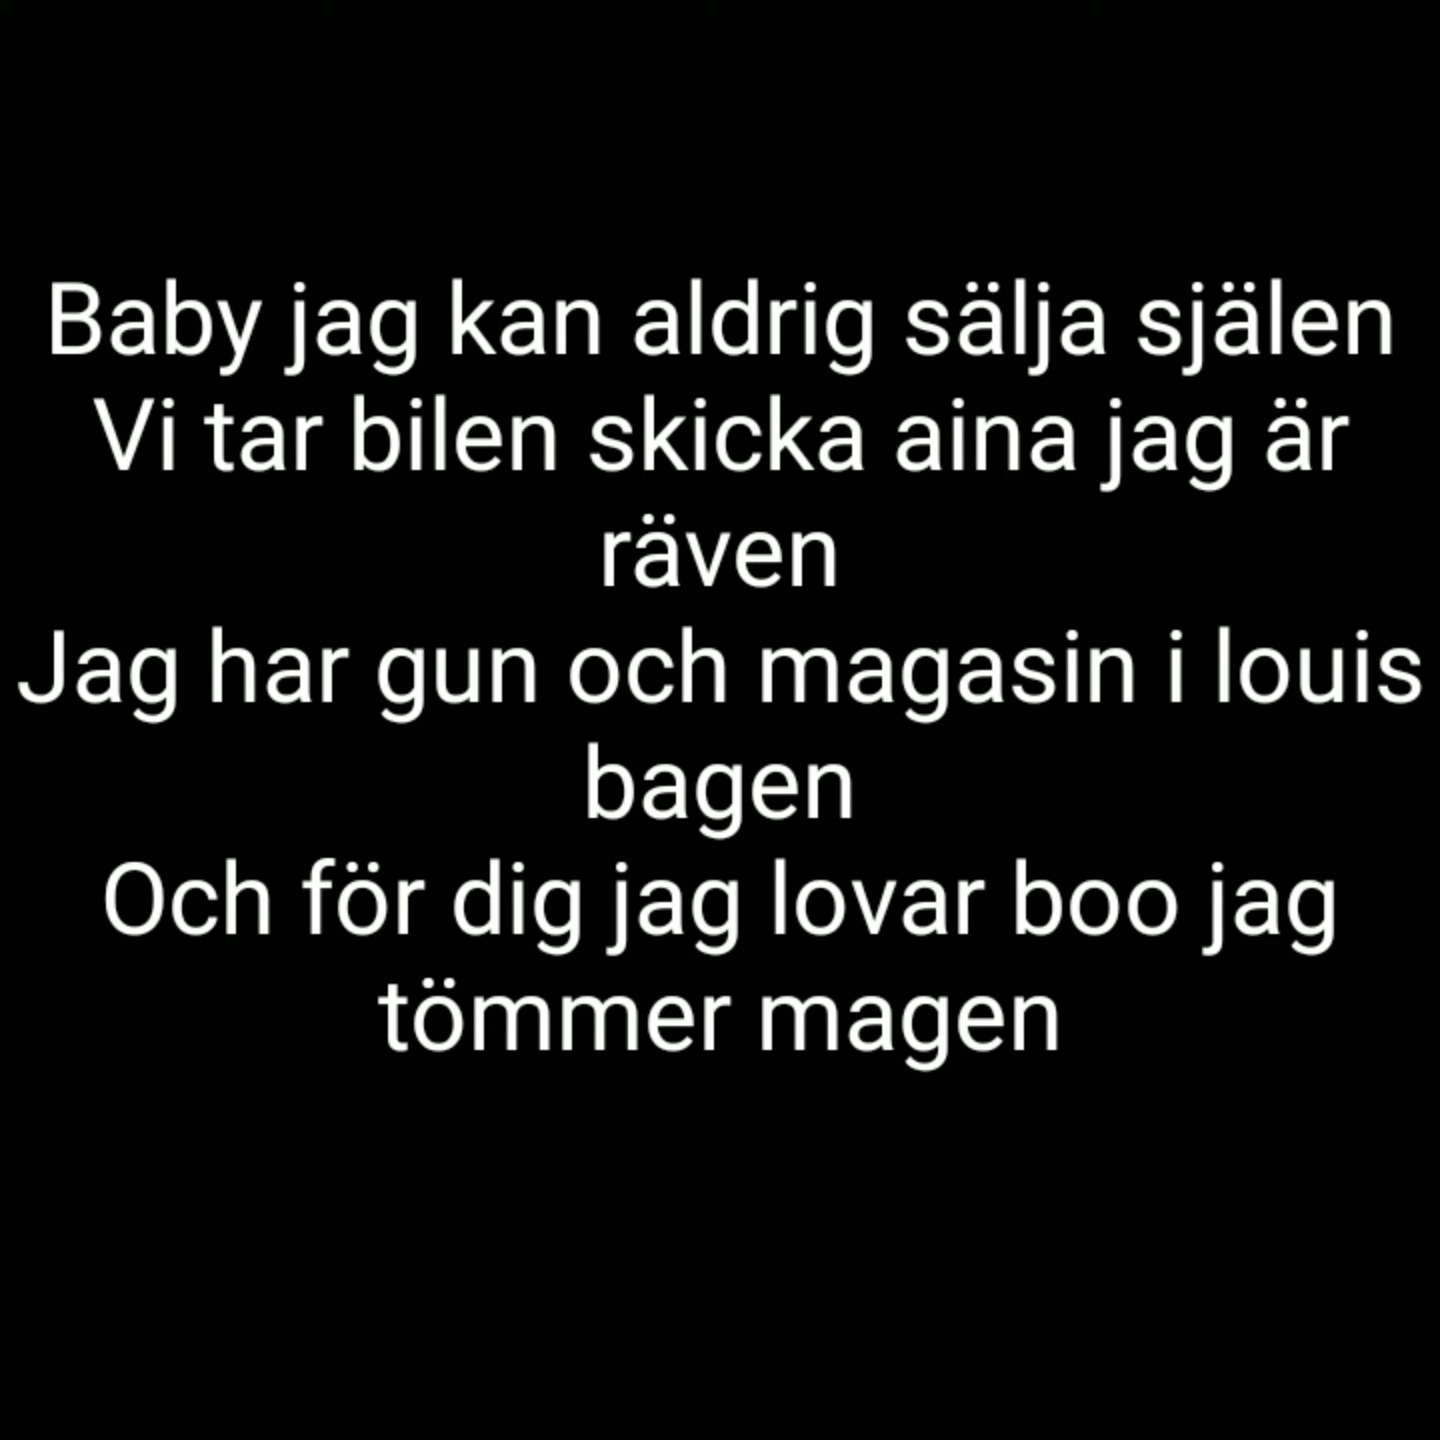 Baby jag kan aldrig sälja själen
Vi tar bilen skicka aina jag är
räven
Jag har gun och magasin i louis
bagen
Och för dig jag lovar boo jag
tömmer magen